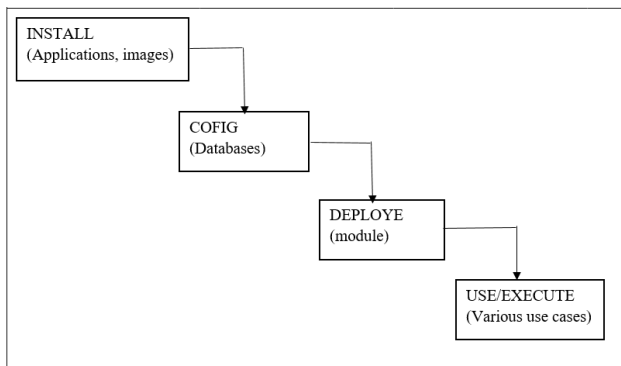 INSTALL
(Applications, images)
COFIG
(Databases)
DEPLOYE
(module)
USE/EXECUTE
(Various use cases)